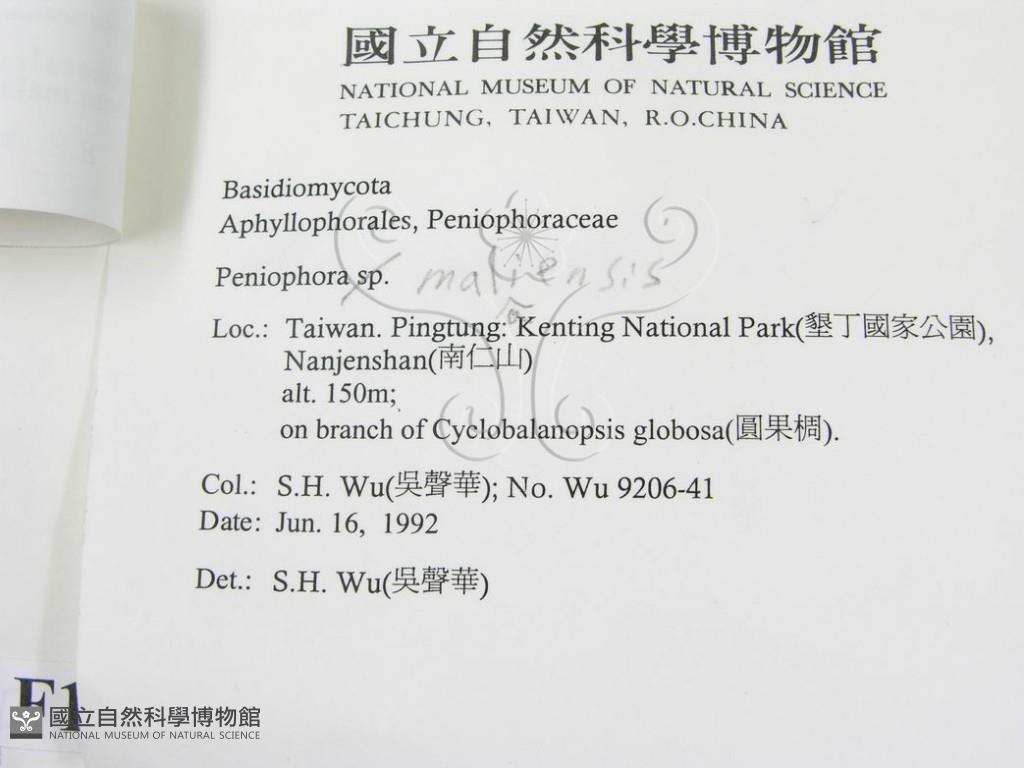 國立自然科學博物館
NATIONAL MUSEUM OF NATURAL SCIENCE
TAICHUNG, TAIWAN, R.O.CHINA
Basidiomycota
Aphyllophorales, Peniophoraceae
Peniophora sp. malaiensis
Loc.: Taiwan. Pingtung: Kenting National Park(墾丁國家公園),
Nanjenshan(南仁山)
alt. 150m;
on branch of Cyclobalanopsis globosa(圓果椆).
Col.: S.H. Wu(吳聲華); No. Wu 9206-41
Date: Jun. 16, 1992
Det.: S.H. Wu(吳聲華)
F1
國立自然科學博物館
NATIONAL MUSEUM OF NATURAL SCIENCE